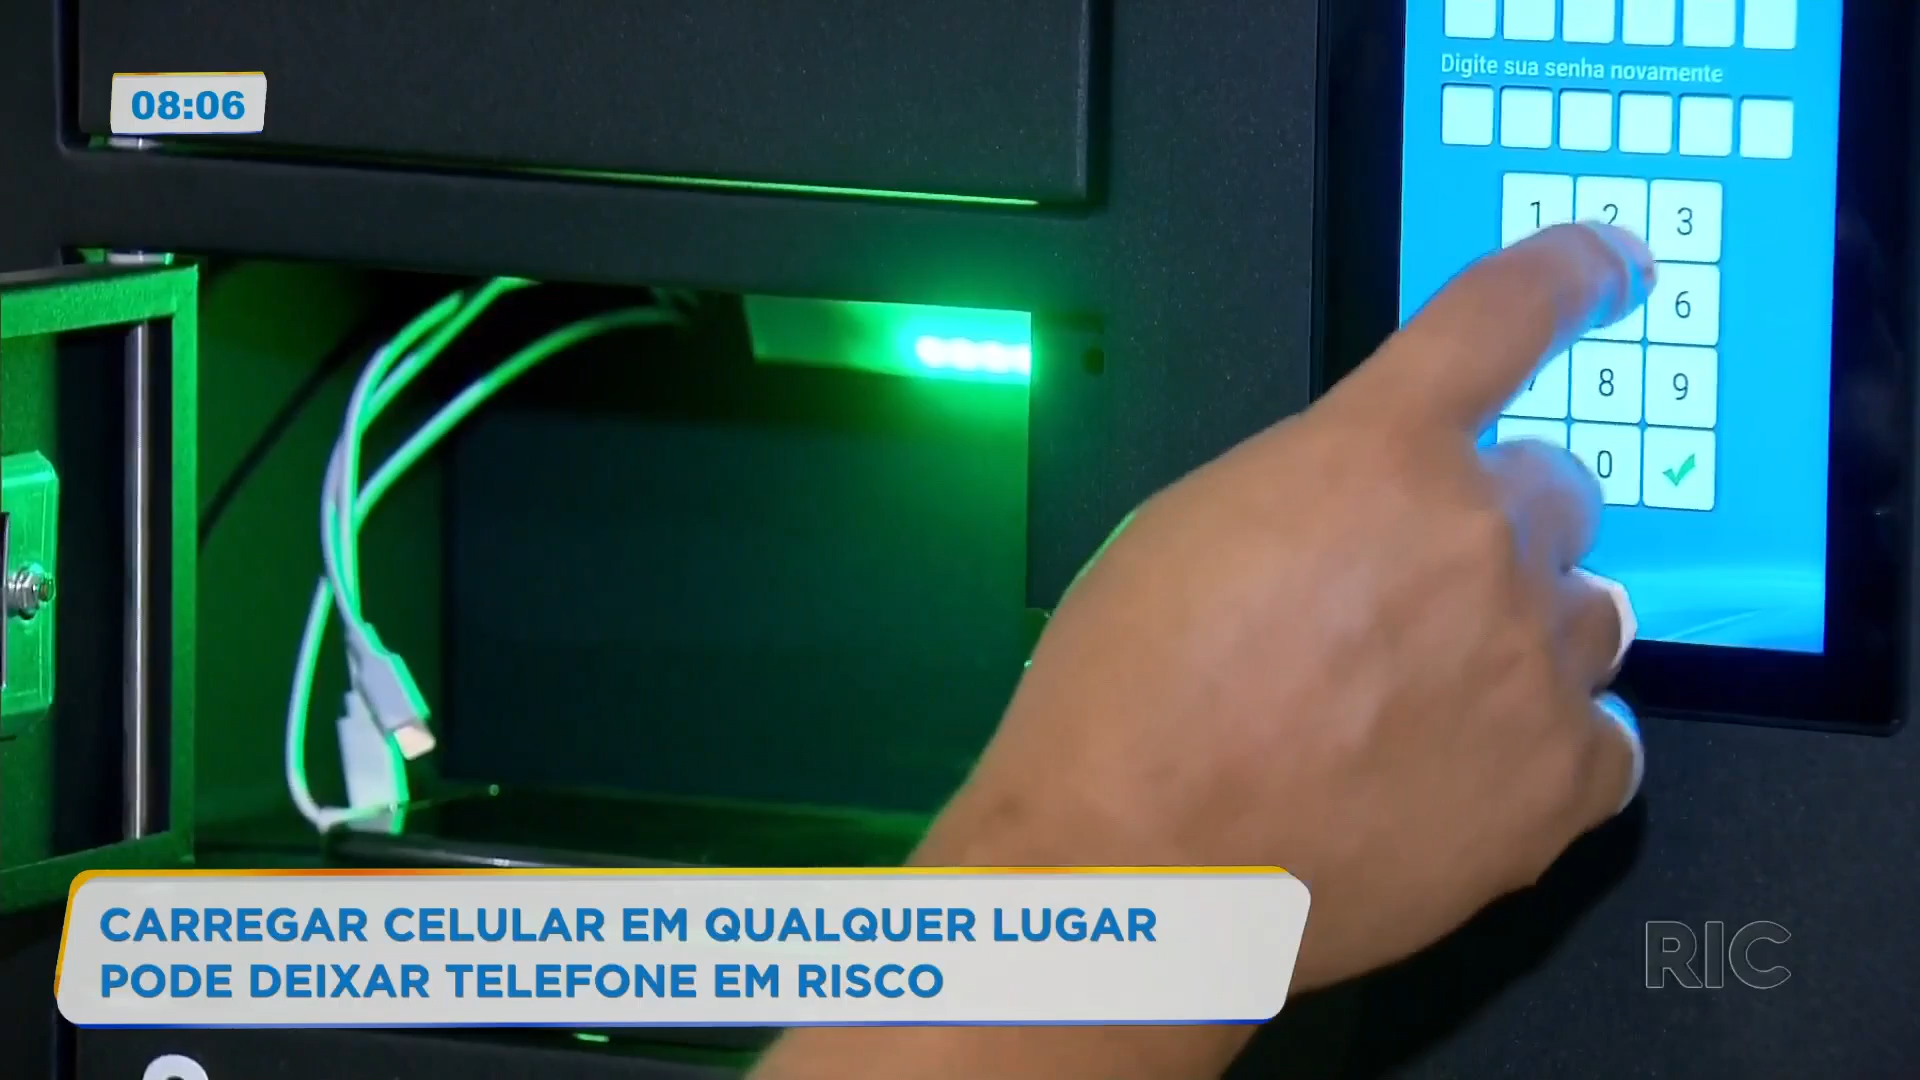 08:06
Digite sua senha novamente
1 2 3
6
7 8 9
0
CARREGAR CELULAR EM QUALQUER LUGAR
PODE DEIXAR TELEFONE EM RISCO
RIC